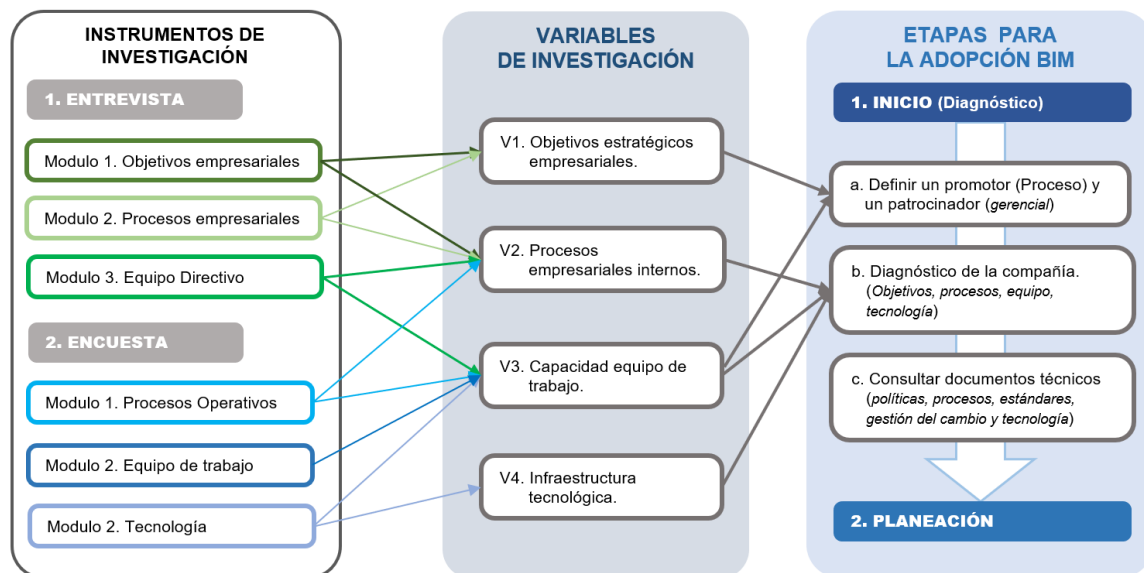 INSTRUMENTOS DE
INVESTIGACIÓN
1. ENTREVISTA
Modulo 1. Objetivos empresariales
Modulo 2. Procesos empresariales
Modulo 3. Equipo Directivo
2. ENCUESTA
Modulo 1. Procesos Operativos
Modulo 2. Equipo de trabajo
Modulo 2. Tecnología
VARIABLES
DE INVESTIGACIÓN
V1. Objetivos estratégicos
empresariales.
V2. Procesos
empresariales internos.
V3. Capacidad equipo de
trabajo.
V4. Infraestructura
tecnológica.
ETAPAS PARA
LA ADOPCIÓN BIM
1. INICIO (Diagnóstico)
a. Definir un promotor (Proceso) y
un patrocinador (gerencial)
b. Diagnóstico de la compañía.
(Objetivos, procesos, equipo,
tecnología)
c. Consultar documentos técnicos
(políticas, procesos, estándares,
gestión del cambio y tecnología)
2. PLANEACIÓN